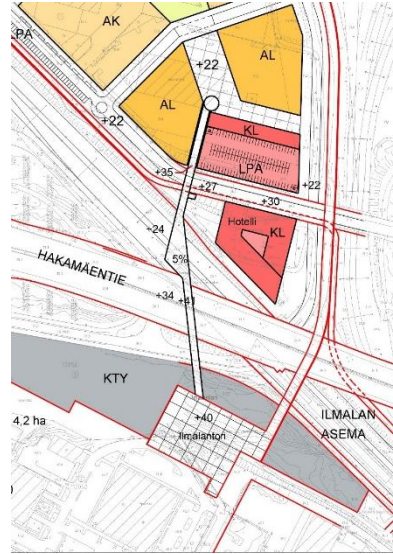 AK
PA
+22
AL
AL
+22
KL
LPA
+35
+27
+22
+30
+24
Hotelli
KL
5%
HAKAMÄENTIE
+34
+41
KTY
+40
Ilmalantori
4.2 ha
ILMALAN
ASEMA